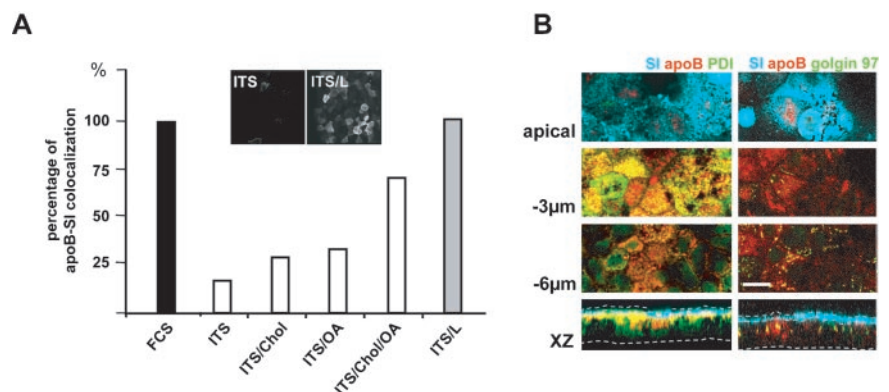 A
B
%
100
75
50
25
percentage of
apoB-SI colocalization
ITS
ITS/L
FCS
ITS
ITS/Chol
ITS/OA
ITS/Chol/OA
ITS/L
SI apoB PDI
SI apoB golgin 97
apical
-3µm
-6µm
XZ